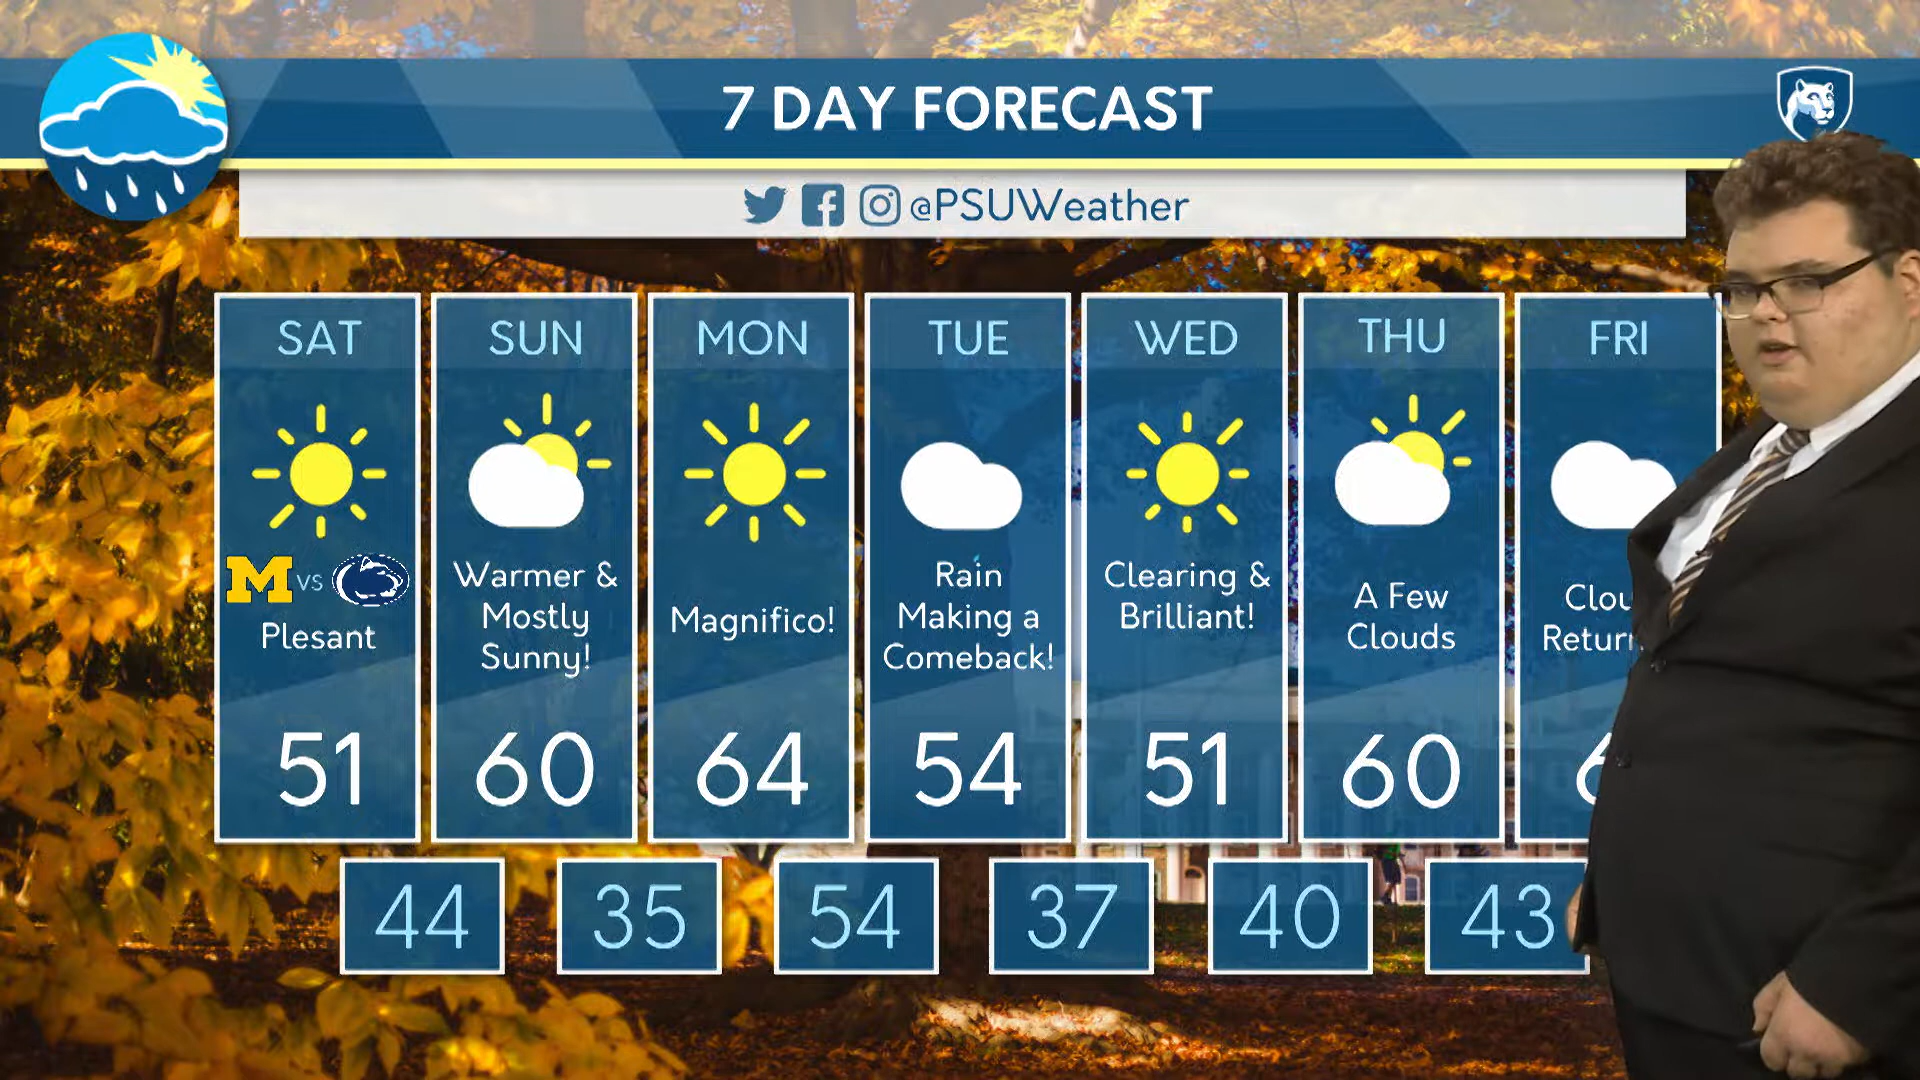 7 DAY FORECAST
@PSUWeather
SAT
M vs
Plesant
51
SUN
Warmer &
Mostly
Sunny!
60
MON
Magnifico!
64
TUE
Rain
Making a
Comeback!
54
WED
Clearing &
Brilliant!
51
THU
A Few
Clouds
60
FRI
44
35
54
37
40
43